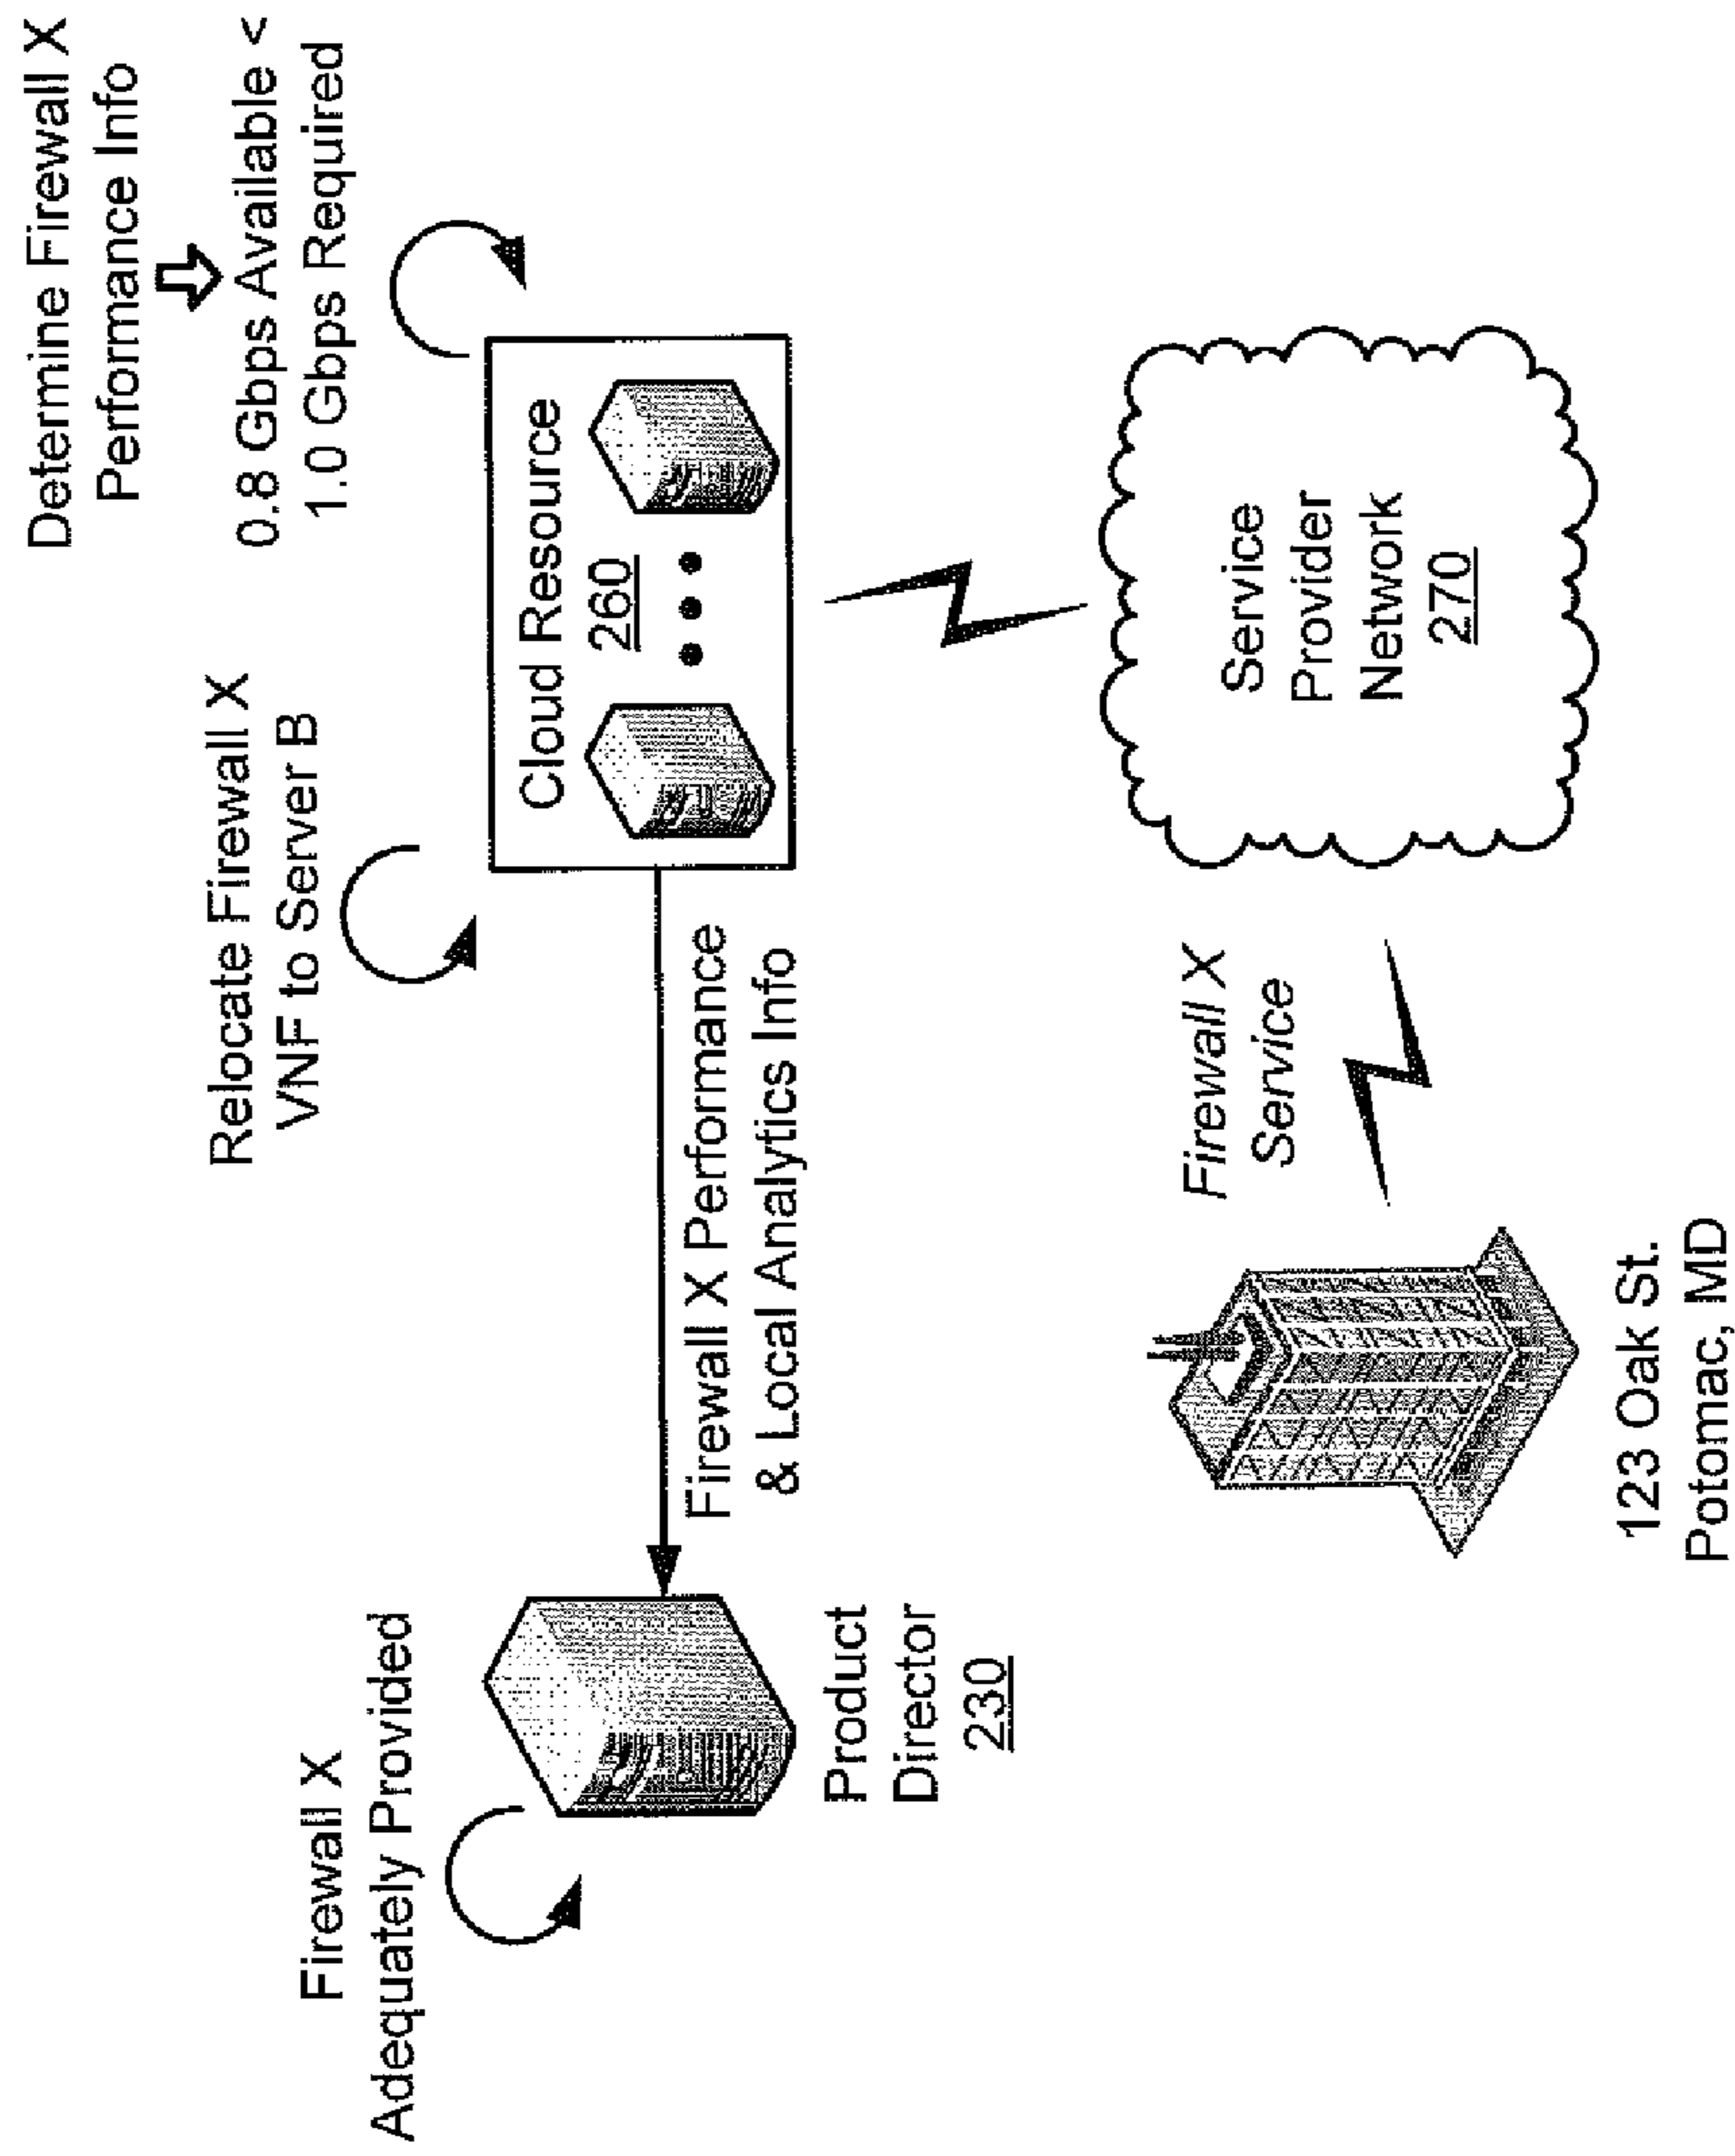 Determine Firewall X
Performance Info
0.8 Gbps Available <
1.0 Gbps Required
Relocate Firewall X
VNF to Server B
Firewall X
Adequately Provided
Cloud Resource
260
Firewall X Performance
& Local Analytics Info
Product
Director
230
Firewall X
Service
Service
Provider
Network
270
123 Oak St.
Potomac, MD